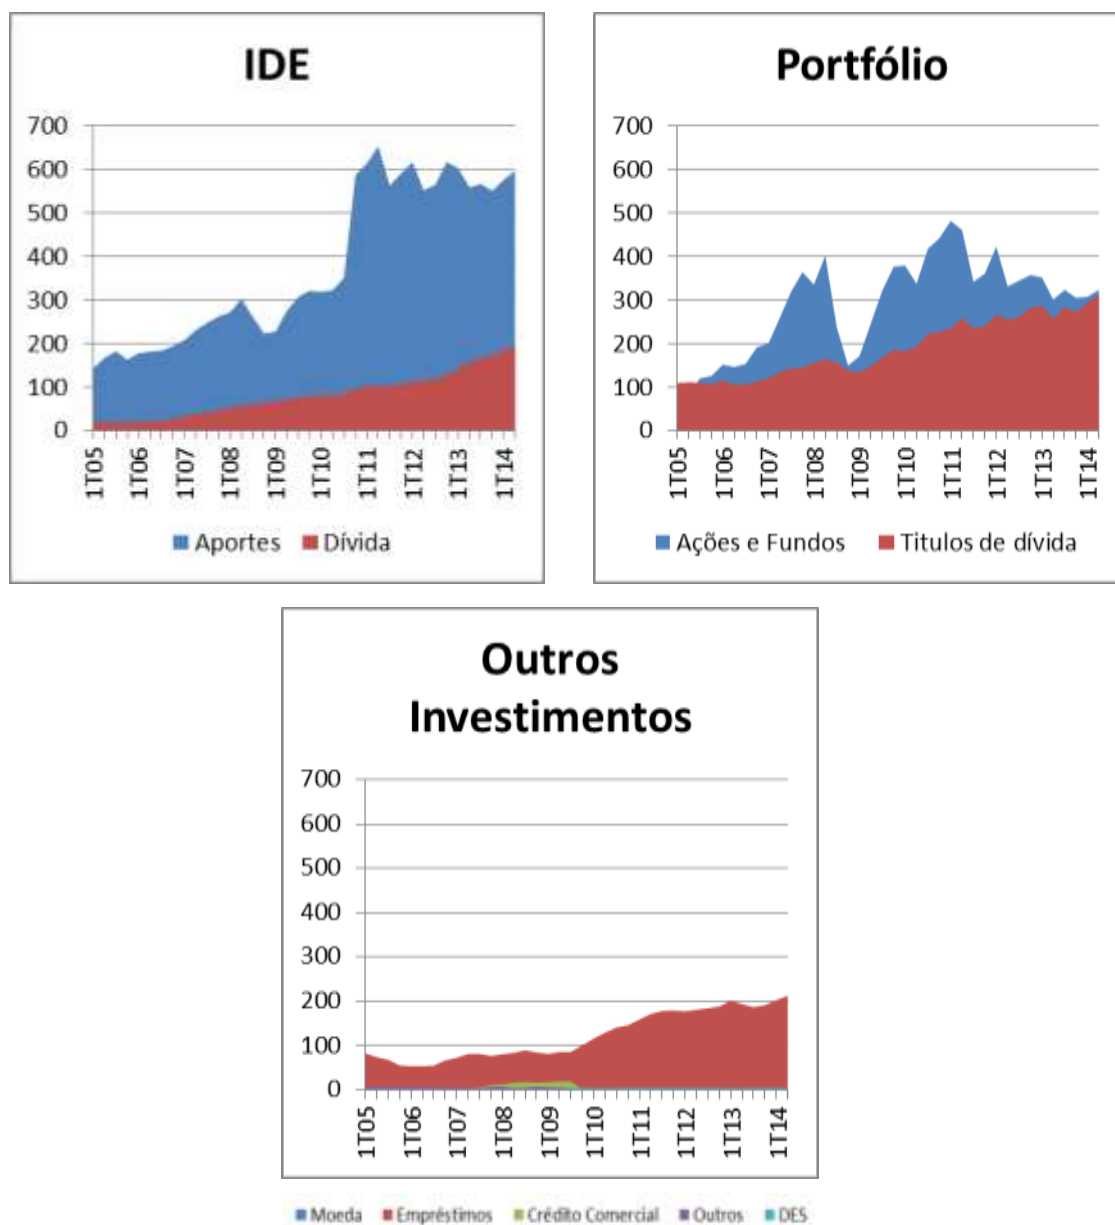 IDE
700
600
500
400
300
200
100
0
1T05
1T06
1T07
1T08
1T09
1T10
1T11
1T12
1T13
1T14
Aportes Dívida
Portfólio
700
600
500
400
300
200
100
0
1T05
1T06
1T07
1T08
1T09
1T10
1T11
1T12
1T13
1T14
Ações e Fundos Titulos de dívida
Outros
Investimentos
700
600
500
400
300
200
100
0
1T05
1T06
1T07
1T08
1T09
1T10
1T11
1T12
1T13
1T14
Moeda Empréstimos Crédito Comercial Outros DES